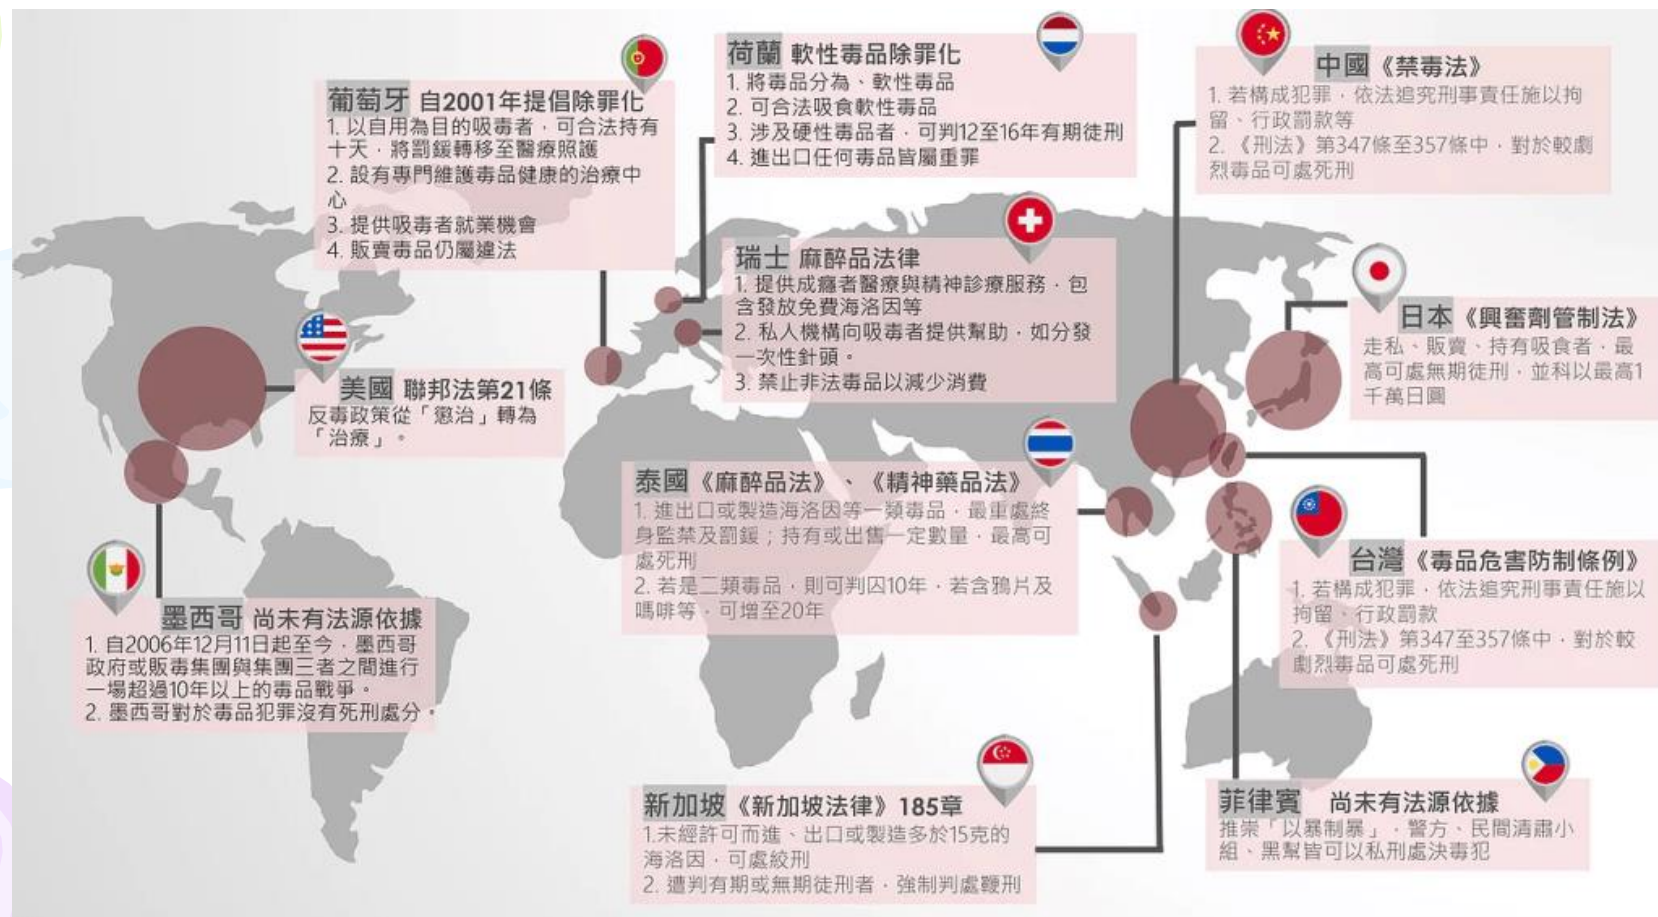 葡萄牙 自2001年提倡除罪化
1. 以自用為目的吸毒者，可合法持有
十天，將罰鍰轉移至醫療照護
2. 設有專門維護毒品健康的治療中
心
3. 提供吸毒者就業機會
4. 販賣毒品仍屬違法
荷蘭 軟性毒品除罪化
1. 將毒品分為、軟性毒品
2. 可合法吸食軟性毒品
3. 涉及硬性毒品者，可判12至16年有期徒刑
4. 進出口任何毒品皆屬重罪
中國《禁毒法》
1. 若構成犯罪，依法追究刑事責任施以拘
留、行政罰款等
2. 《刑法》第347條至357條中，對於較劇
烈毒品可處死刑
瑞士 麻醉品法律
1. 提供成癮者醫療與精神診療服務，包
含發放免費海洛因等
2. 私人機構向吸毒者提供幫助，如分發
一次性針頭。
3. 禁止非法毒品以減少消費
日本《興奮劑管制法》
走私、販賣、持有吸食者，最
高可處無期徒刑，並科以最高1
千萬日圓
美國 聯邦法第21條
反毒政策從「懲治」轉為
「治療」。
泰國《麻醉品法》、《精神藥品法》
1. 進出口或製造海洛因等一類毒品，最重處終
身監禁及罰鍰；持有或出售一定數量，最高可
處死刑
2. 若是二類毒品，則可判囚10年，若含鴉片及
嗎啡等，可增至20年
台灣《毒品危害防制條例》
1. 若構成犯罪，依法追究刑事責任施以
拘留、行政罰款
2. 《刑法》第347至357條中，對於較
劇烈毒品可處死刑
墨西哥 尚未有法源依據
1. 自2006年12月11日起至今，墨西哥
政府或販毒集團與集團三者之間進行
一場超過10年以上的毒品戰爭。
2. 墨西哥對於毒品犯罪沒有死刑處分。
新加坡《新加坡法律》185章
1.未經許可而進、出口或製造多於15克的
海洛因，可處絞刑
2. 遭判有期或無期徒刑者，強制判處鞭刑
菲律賓 尚未有法源依據
推崇「以暴制暴」，警方、民間清肅小
組、黑幫皆可以私刑處決毒犯